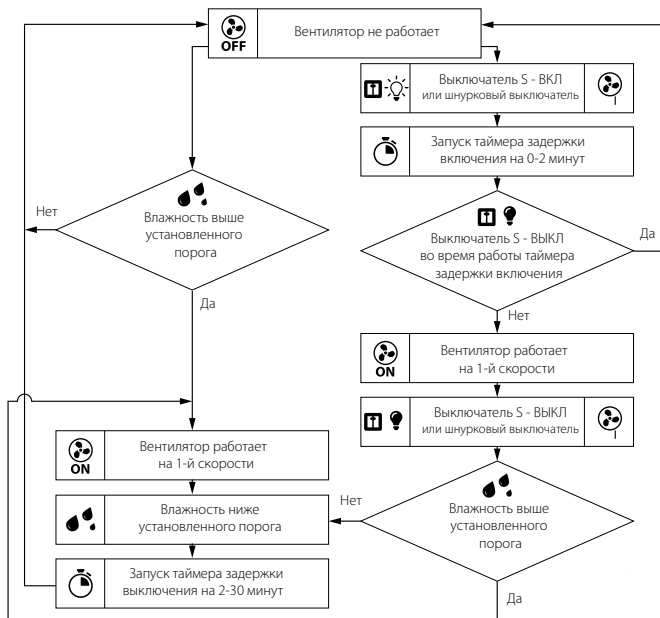 OFF
Вентилятор не работает
Выключатель S - ВКЛ
или шнурковый выключатель
Запуск таймера задержки
включения на 0-2 минут
Нет
Влажность выше
установленного
порога
Да
Выключатель S - ВЫКЛ
во время работы таймера
задержки включения
Да
Нет
ON
Вентилятор работает
на 1-й скорости
Выключатель S - ВЫКЛ
или шнурковый выключатель
ON
Вентилятор работает
на 1-й скорости
Влажность ниже
установленного порога
Нет
Влажность выше
установленного
порога
Запуск таймера задержки
выключения на 2-30 минут
Да